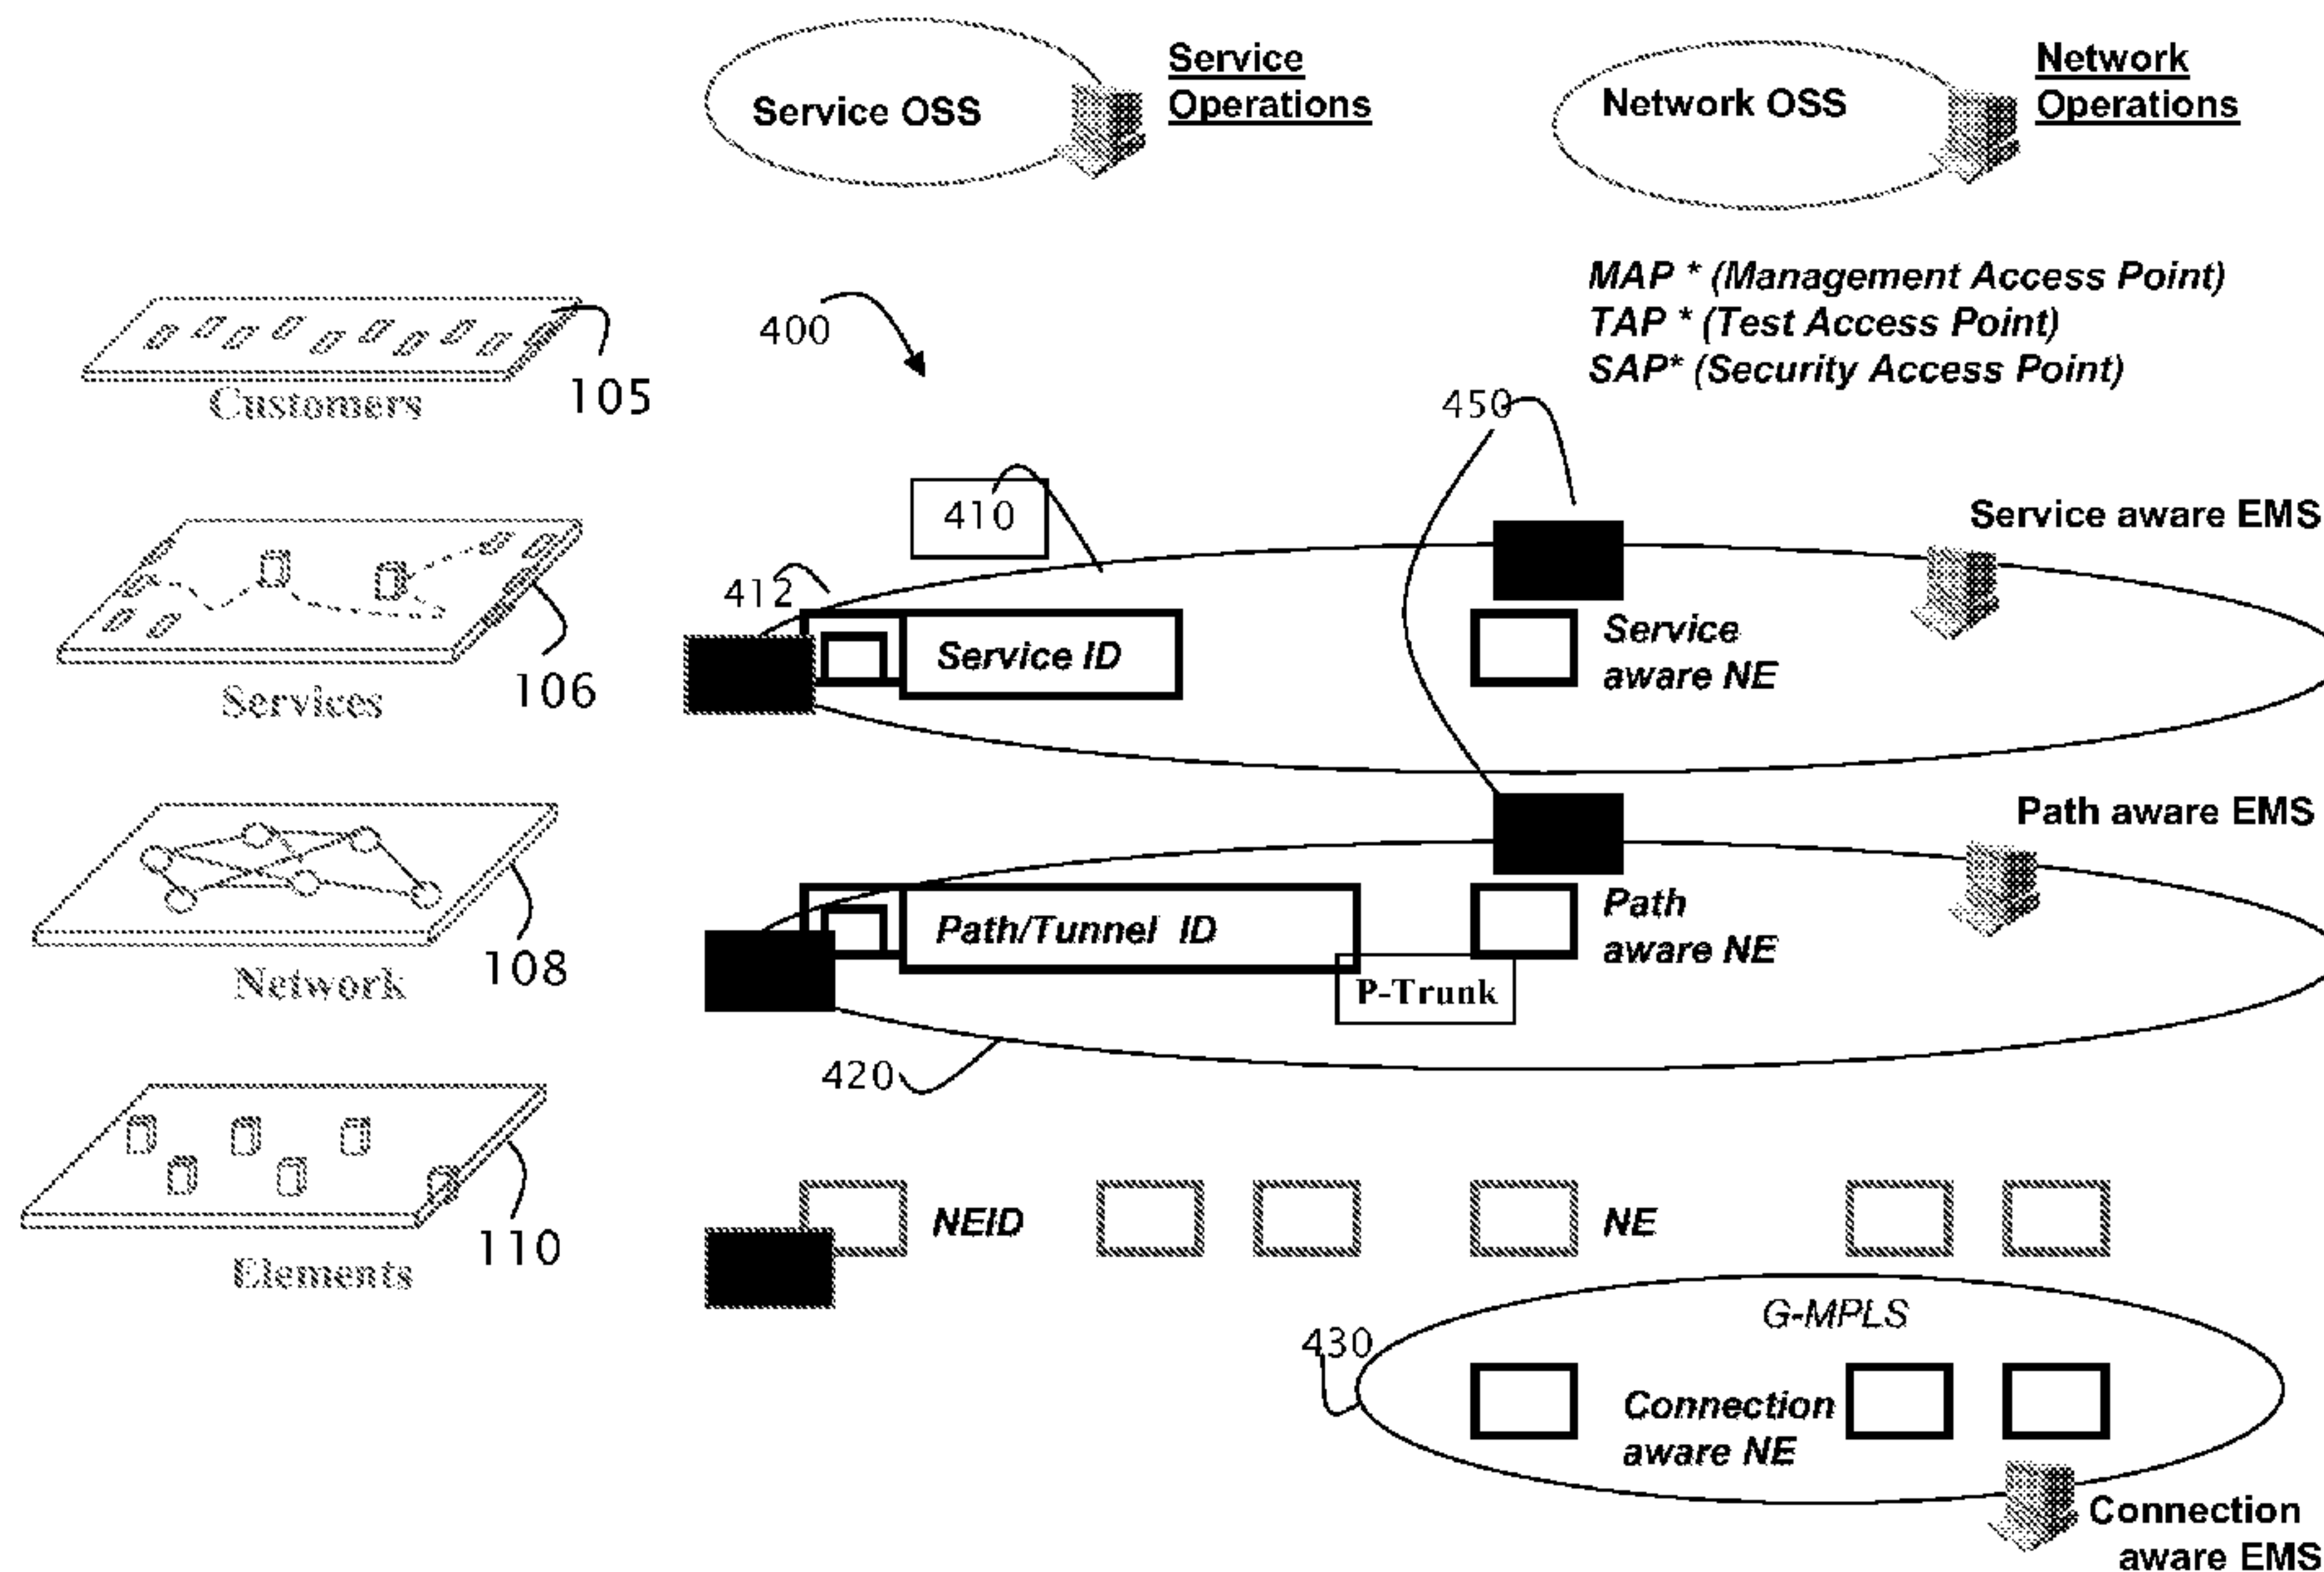 Service OSS
Service
Operations
Network OSS
Network
Operations
MAP * (Management Access Point)
TAP * (Test Access Point)
SAP* (Security Access Point)
400
105
Customers
450
410
Service aware EMS
412
Service ID
Service
aware NE
106
Services
Path aware EMS
Path/Tunnel ID
Path
aware NE
P-Trunk
108
Network
420
NEID
NE
110
Elements
G-MPLS
430
Connection
aware NE
Connection
aware EMS